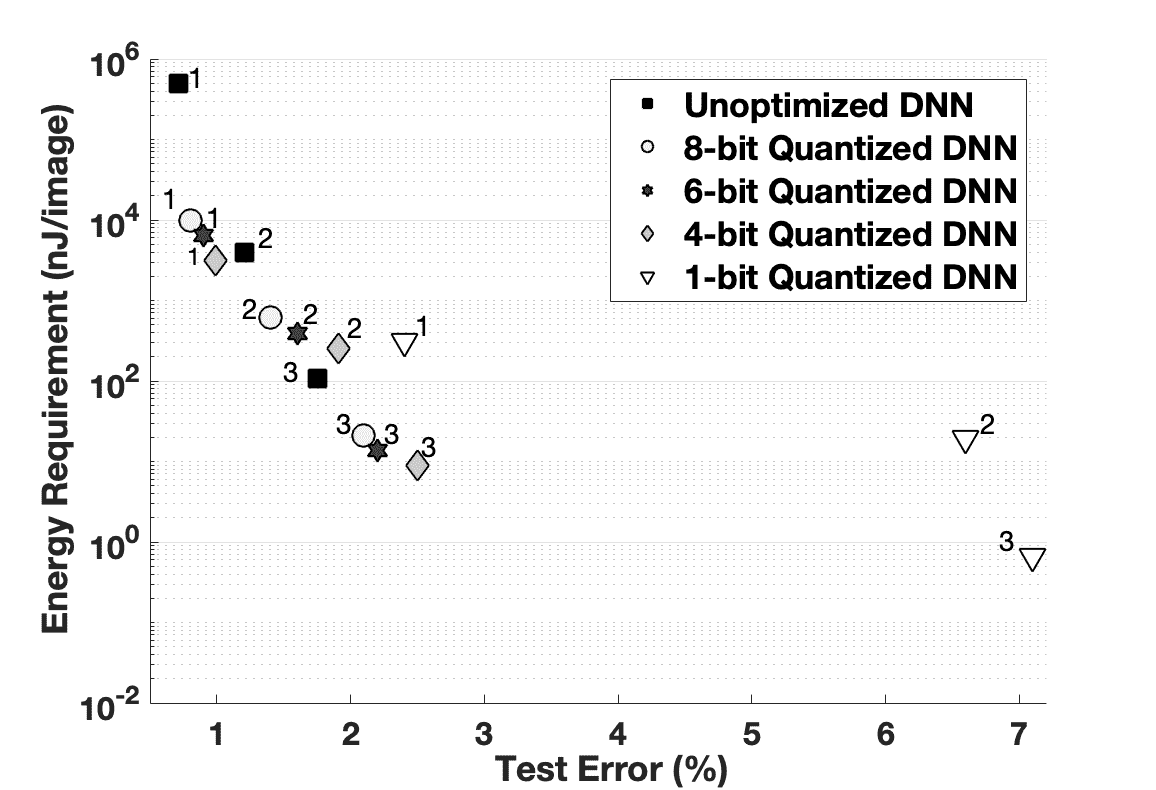 10^6
10^4
10^2
10^0
10^-2
Energy Requirement (nJ/image)
1
1
1
1
2
2
2
2
1
3
3
3
3
2
3
Unoptimized DNN
8-bit Quantized DNN
6-bit Quantized DNN
4-bit Quantized DNN
1-bit Quantized DNN
1 2 3 4 5 6 7
Test Error (%)